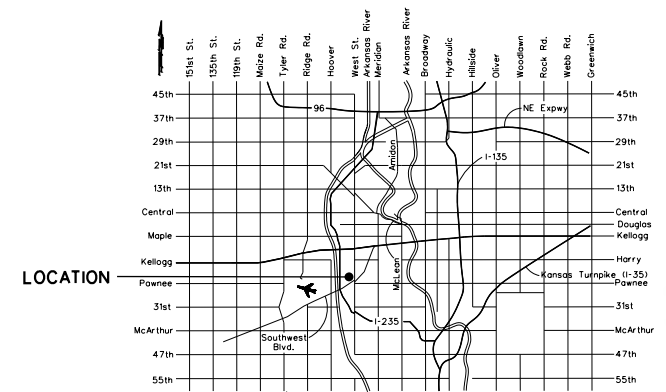 151st St.
135th St.
119th St.
Maize Rd.
Tyler Rd.
Ridge Rd.
Hoover
West St.
Arkansas River
Meridian
Arkansas River
Broadway
Hydraulic
Hillside
Oliver
Woodlawn
Rock Rd.
Webb Rd.
Greenwich
45th
45th
96
NE Expwy
37th
37th
29th
29th
Amidon
I-135
21st
21st
13th
13th
Central
Central
Douglas
Maple
Kellogg
McLean
Kellogg
Harry
LOCATION
Kansas Turnpike (I-35)
Pawnee
Pawnee
31st
31st
I-235
McArthur
McArthur
Southwest
Blvd.
47th
47th
55th
55th